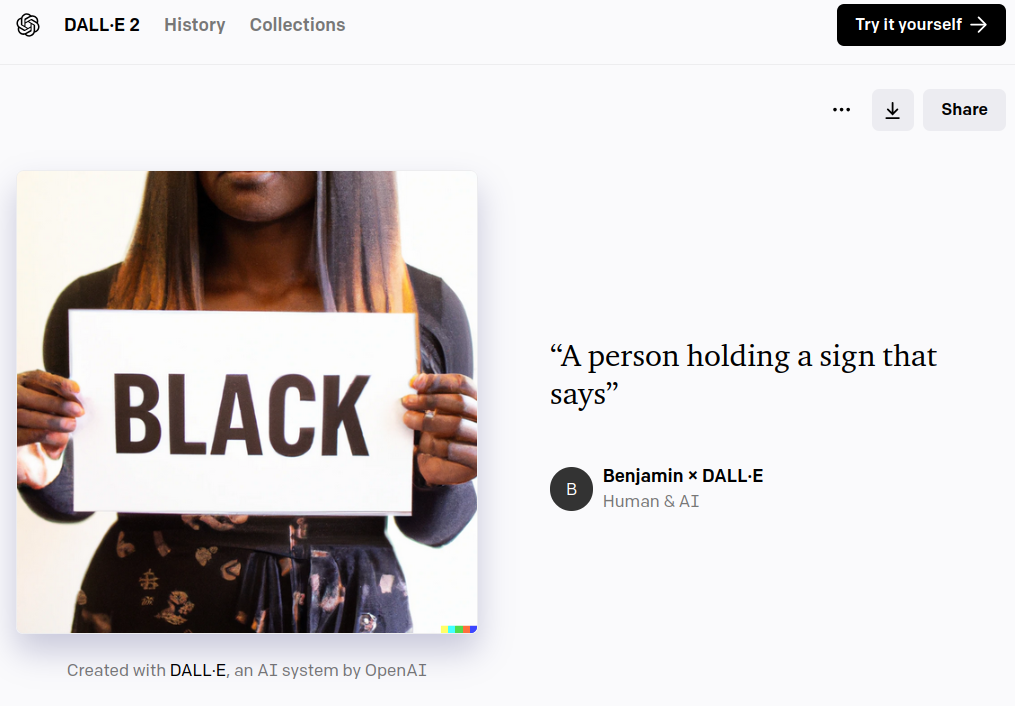 DALL·E 2 History Collections Try it yourself →
··· Share
BLACK
“A person holding a sign that
says”
B
Benjamin × DALL·E
Human & AI
Created with DALL·E, an AI system by OpenAI